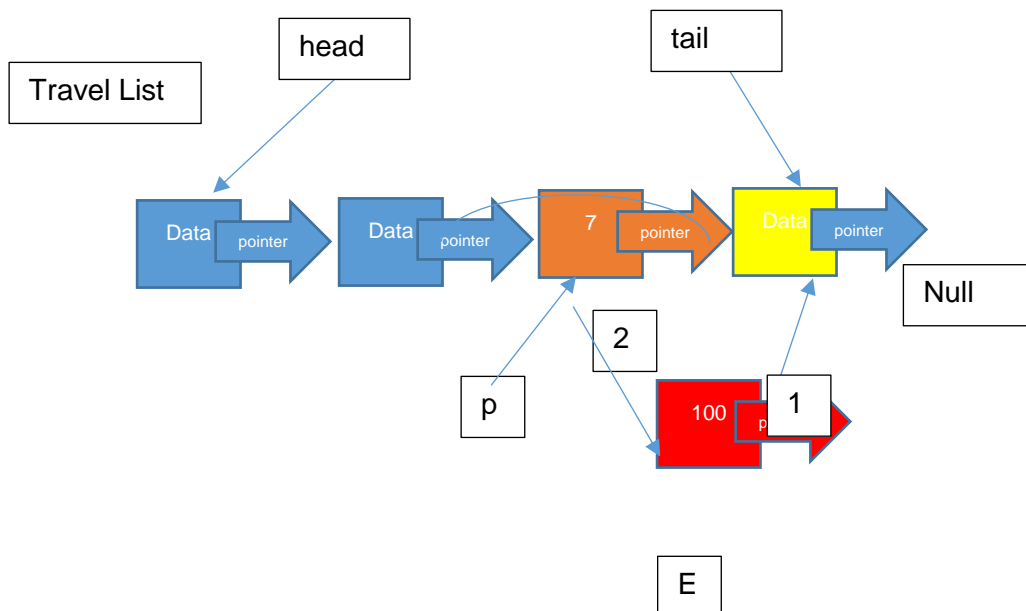 head
tail
Travel List
Data
pointer
Data
pointer
7
pointer
Data
pointer
Null
2
p
100
1
E